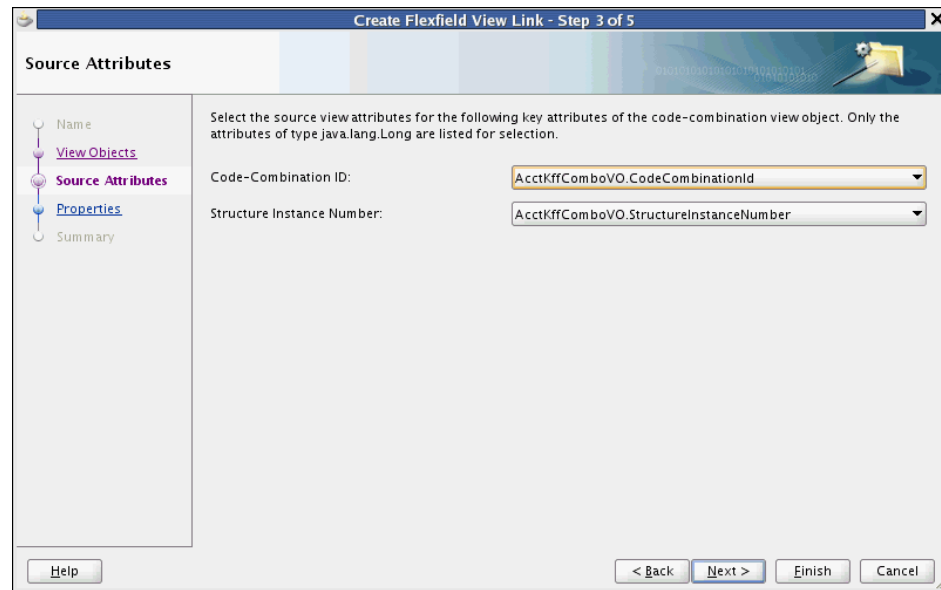 Create Flexfield View Link - Step 3 of 5
Source Attributes
Name
View Objects
Source Attributes
Properties
Summary
Select the source view attributes for the following key attributes of the code-combination view object. Only the
attributes of type java.lang.Long are listed for selection.
Code-Combination ID:
AcctKffComboVO.CodeCombinationId
Structure Instance Number:
AcctKffComboVO.StructureInstanceNumber
Help
< Back
Next >
Finish
Cancel